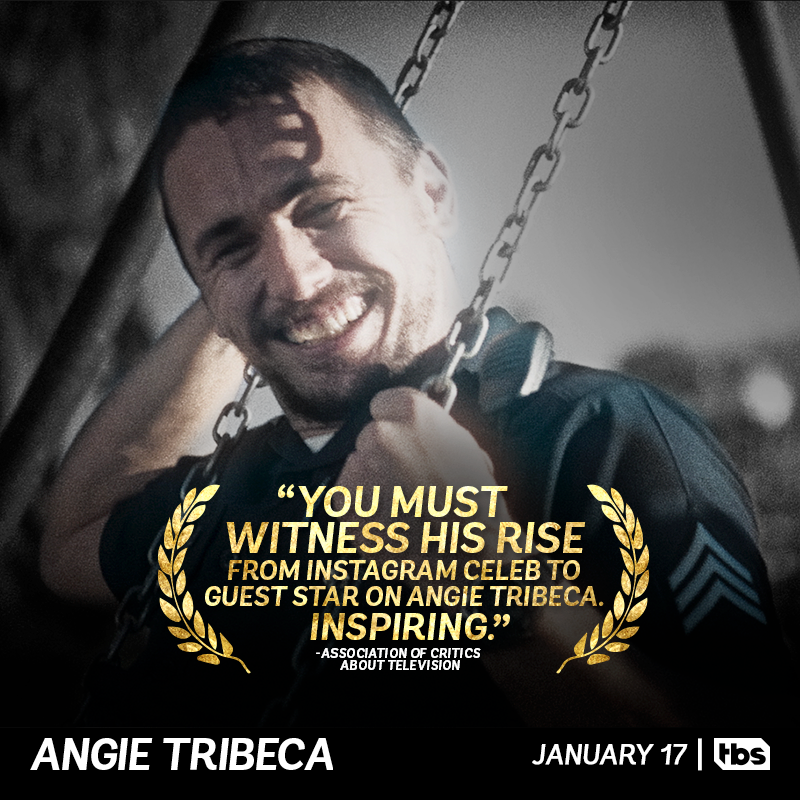 “YOU MUST
WITNESS HIS RISE
FROM INSTAGRAM CELEB TO
GUEST STAR ON ANGIE TRIBECA.
INSPIRING.”
-ASSOCIATION OF CRITICS
ABOUT TELEVISION
ANGIE TRIBECA
JANUARY 17 | tbs